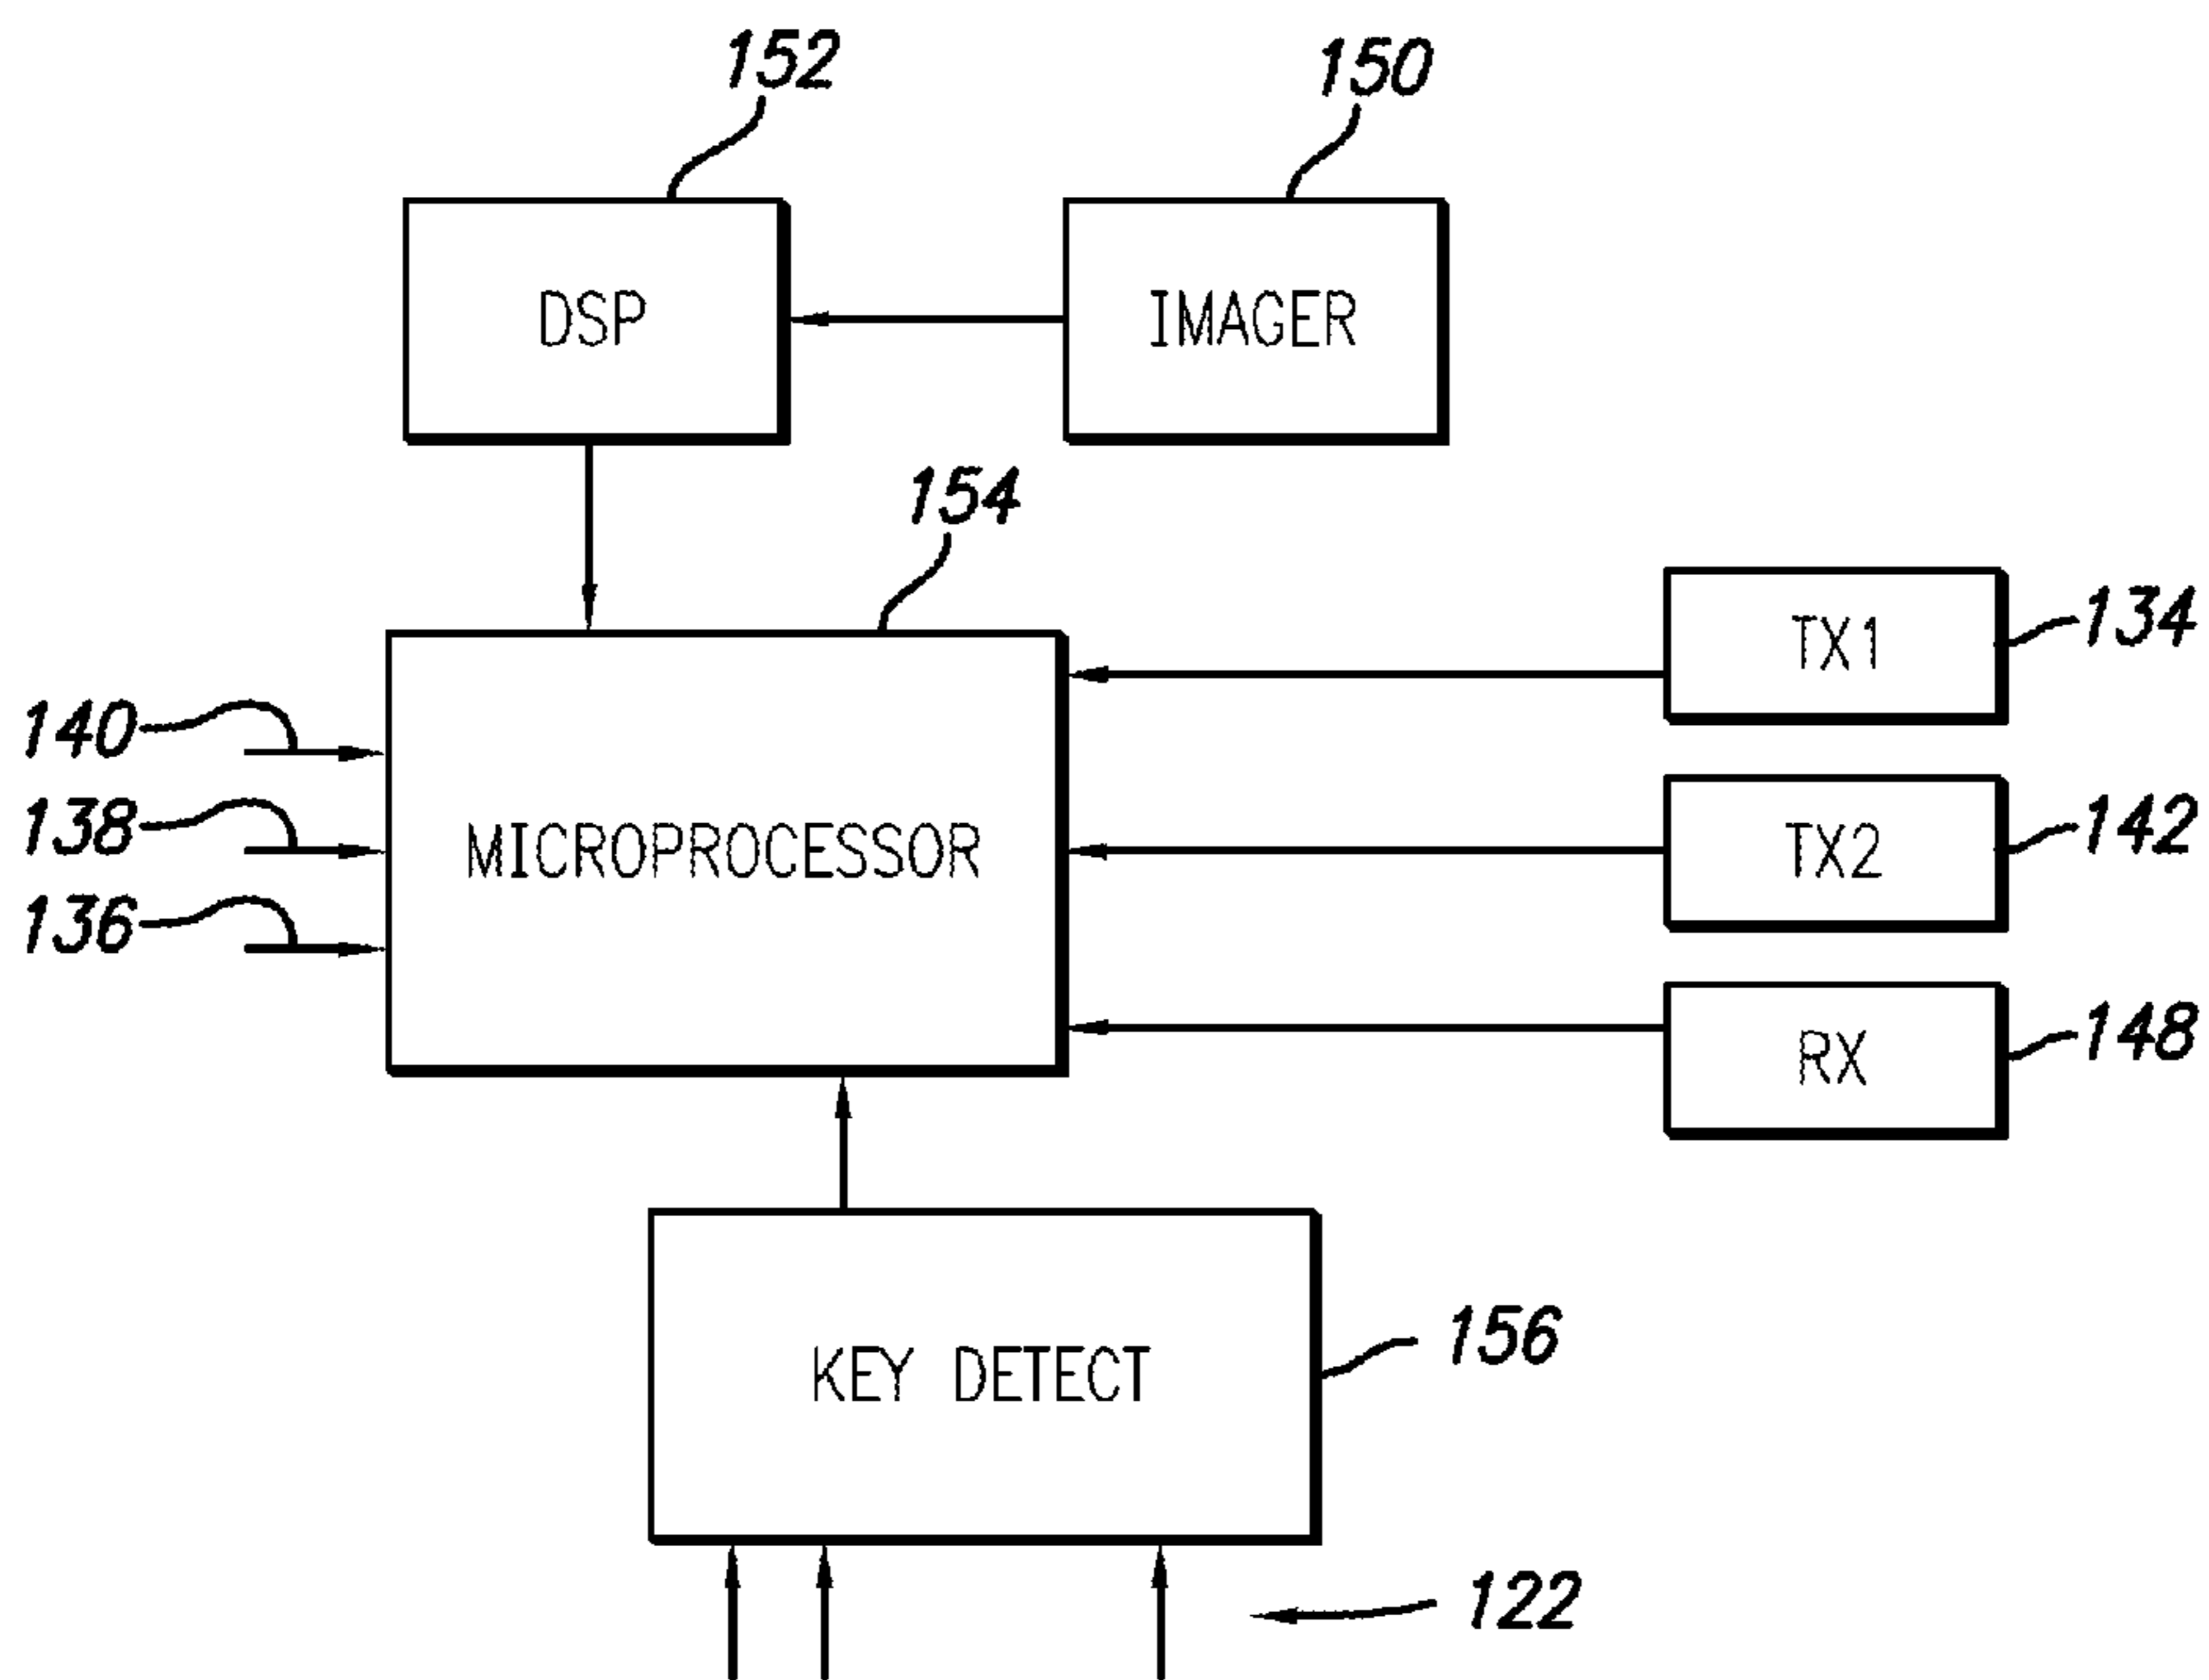 152
150
DSP
IMAGER
154
TX1
134
140
138
136
MICROPROCESSOR
TX2
142
RX
148
KEY DETECT
156
122